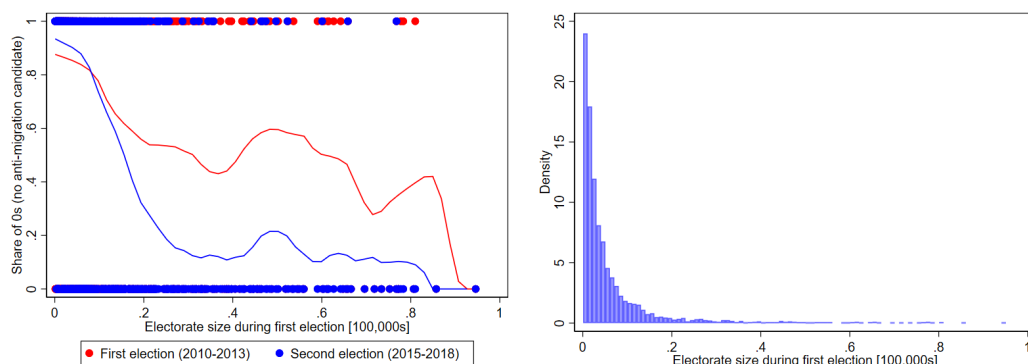 Share of 0s (no anti-migration candidate)
1
.8
.6
.4
.2
0
0 .2 .4 .6 .8 1
Electorate size during first election [100,000s]
First election (2010-2013) Second election (2015-2018)
Density
25
20
15
10
5
0
0 .2 .4 .6 .8 1
Electorate size during first election [100,000s]